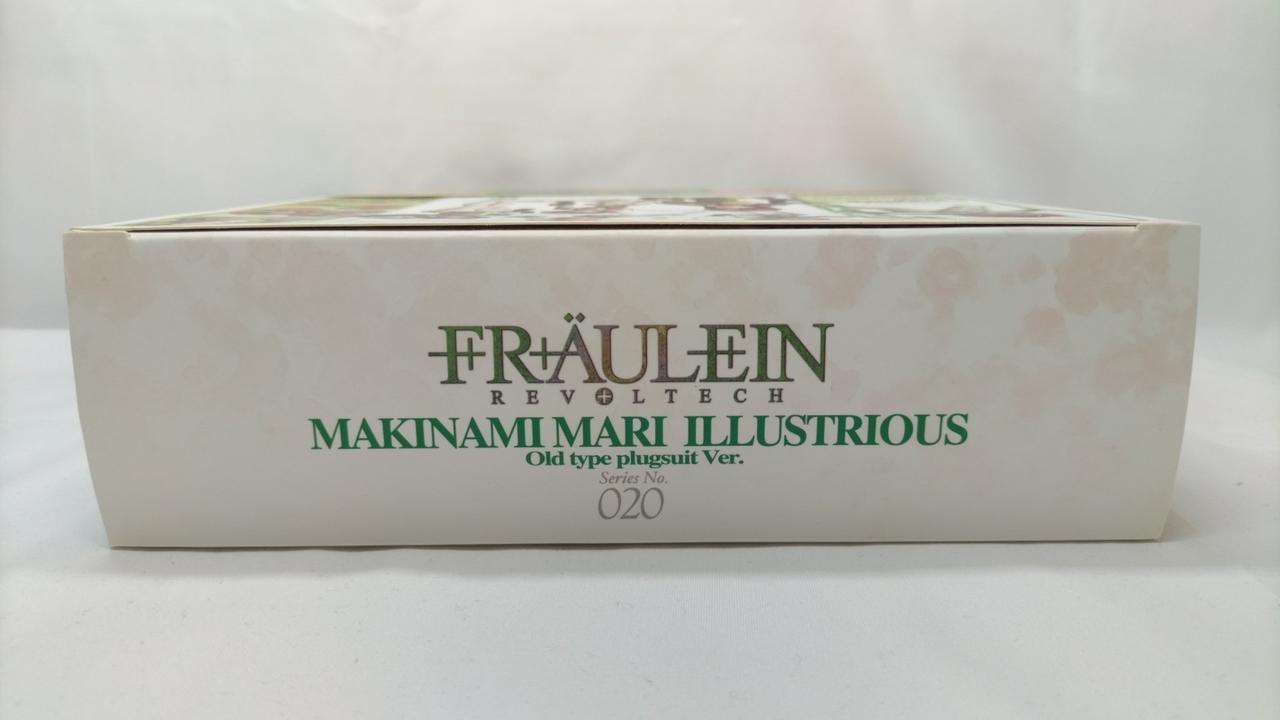 FRÄULEIN
REVOLTECH
MAKINAMI MARI ILLUSTRIOUS
Old type plugsuit Ver.
Series No.
020